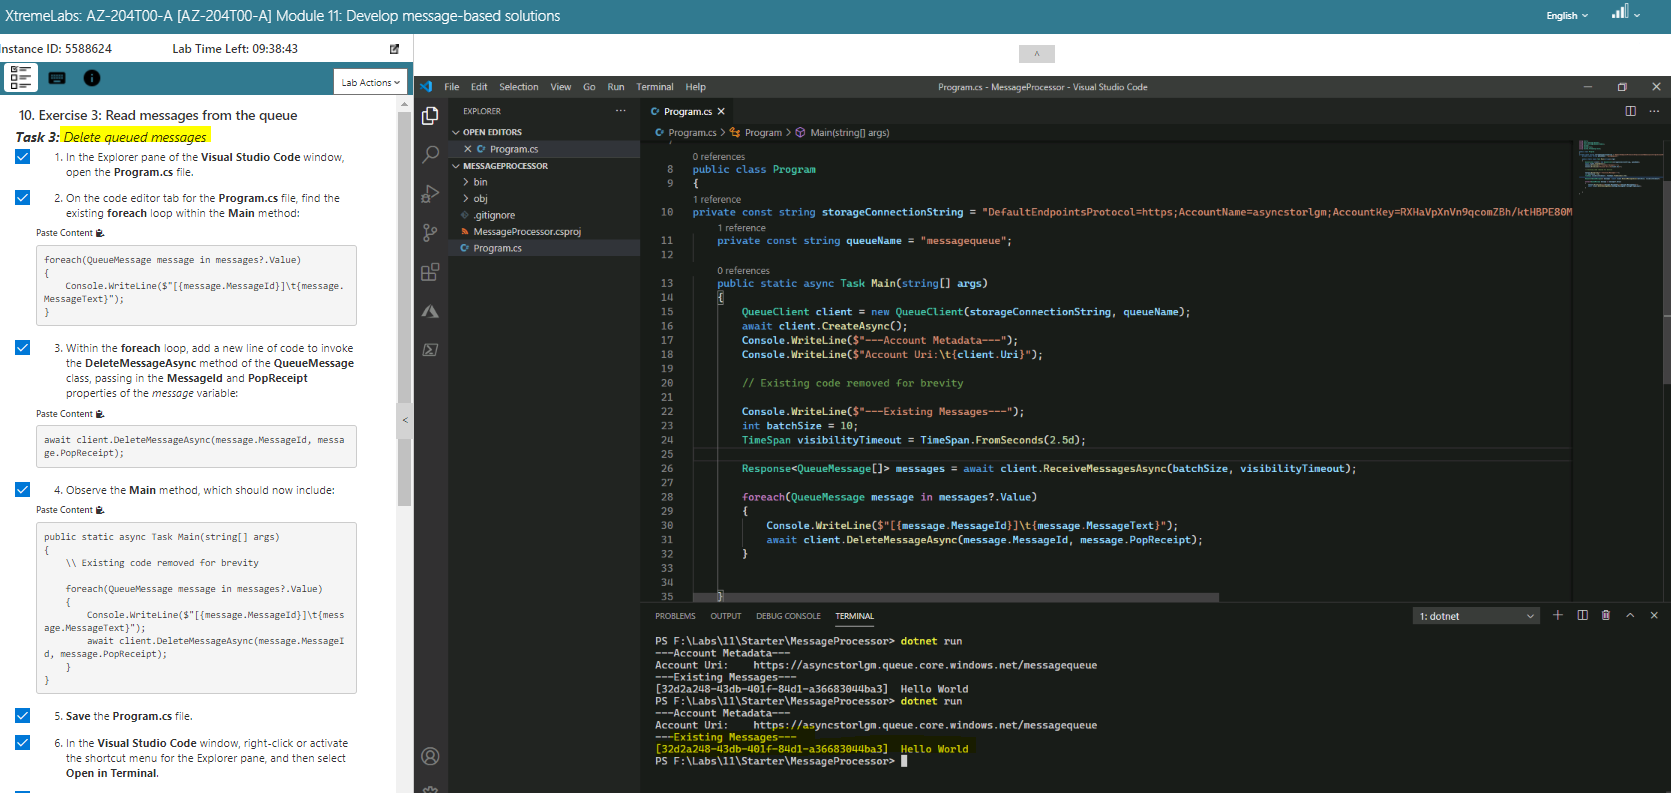 XtremeLabs: AZ-204T00-A [AZ-204T00-A] Module 11: Develop message-based solutions
English
nstance ID: 5588624
Lab Time Left: 09:38:43
Lab Actions
10. Exercise 3: Read messages from the queue
Task 3: Delete queued messages
1. In the Explorer pane of the Visual Studio Code window,
open the Program.cs file.
2. On the code editor tab for the Program.cs file, find the
existing foreach loop within the Main method:
Paste Content
foreach(QueueMessage message in messages?.Value)
{
Console.WriteLine($"[{message.MessageId}]\t{message.
MessageText}");
}
3. Within the foreach loop, add a new line of code to invoke
the DeleteMessageAsync method of the QueueMessage
class, passing in the MessageId and PopReceipt
properties of the message variable:
Paste Content
await client.DeleteMessageAsync(message.MessageId, messa
ge.PopReceipt);
4. Observe the Main method, which should now include:
Paste Content
public static async Task Main(string[] args)
{
\\ Existing code removed for brevity
foreach(QueueMessage message in messages?.Value)
{
Console.WriteLine($"[{message.MessageId}]\t{mess
age.MessageText}");
await client.DeleteMessageAsync(message.MessageI
d, message.PopReceipt);
}
}
5. Save the Program.cs file.
6. In the Visual Studio Code window, right-click or activate
the shortcut menu for the Explorer pane, and then select
Open in Terminal.
File Edit Selection View Go Run Terminal Help
Program.cs - MessageProcessor - Visual Studio Code
EXPLORER
OPEN EDITORS
Program.cs
MESSAGEPROCESSOR
bin
obj
.gitignore
MessageProcessor.csproj
Program.cs
Program.cs
Program.cs > Program > Main(string[] args)
0 references
8 public class Program
9 {
1 reference
10 private const string storageConnectionString = "DefaultEndpointsProtocol=https;AccountName=asyncstorlgm;AccountKey=RXHaVpXnVn9qcomZBh/ktHBPE80M
1 reference
11 private const string queueName = "messagequeue";
12
0 references
13 public static async Task Main(string[] args)
14 {
15 QueueClient client = new QueueClient(storageConnectionString, queueName);
16 await client.CreateAsync();
17 Console.WriteLine($"---Account Metadata---");
18 Console.WriteLine($"Account Uri:\t{client.Uri}");
19
20 // Existing code removed for brevity
21
22 Console.WriteLine($"---Existing Messages---");
23 int batchSize = 10;
24 TimeSpan visibilityTimeout = TimeSpan.FromSeconds(2.5d);
25
26 Response<QueueMessage[]> messages = await client.ReceiveMessagesAsync(batchSize, visibilityTimeout);
27
28 foreach(QueueMessage message in messages?.Value)
29 {
30 Console.WriteLine($"[{message.MessageId}]\t{message.MessageText}");
31 await client.DeleteMessageAsync(message.MessageId, message.PopReceipt);
32 }
33
34
35 }
PROBLEMS OUTPUT DEBUG CONSOLE TERMINAL
1: dotnet
PS F:\Labs\11\Starter\MessageProcessor> dotnet run
---Account Metadata---
Account Uri: https://asyncstorlgm.queue.core.windows.net/messagequeue
---Existing Messages---
[32d2a248-43db-401f-84d1-a36683044ba3] Hello World
PS F:\Labs\11\Starter\MessageProcessor> dotnet run
---Account Metadata---
Account Uri: https://asyncstorlgm.queue.core.windows.net/messagequeue
---Existing Messages---
[32d2a248-43db-401f-84d1-a36683044ba3] Hello World
PS F:\Labs\11\Starter\MessageProcessor>